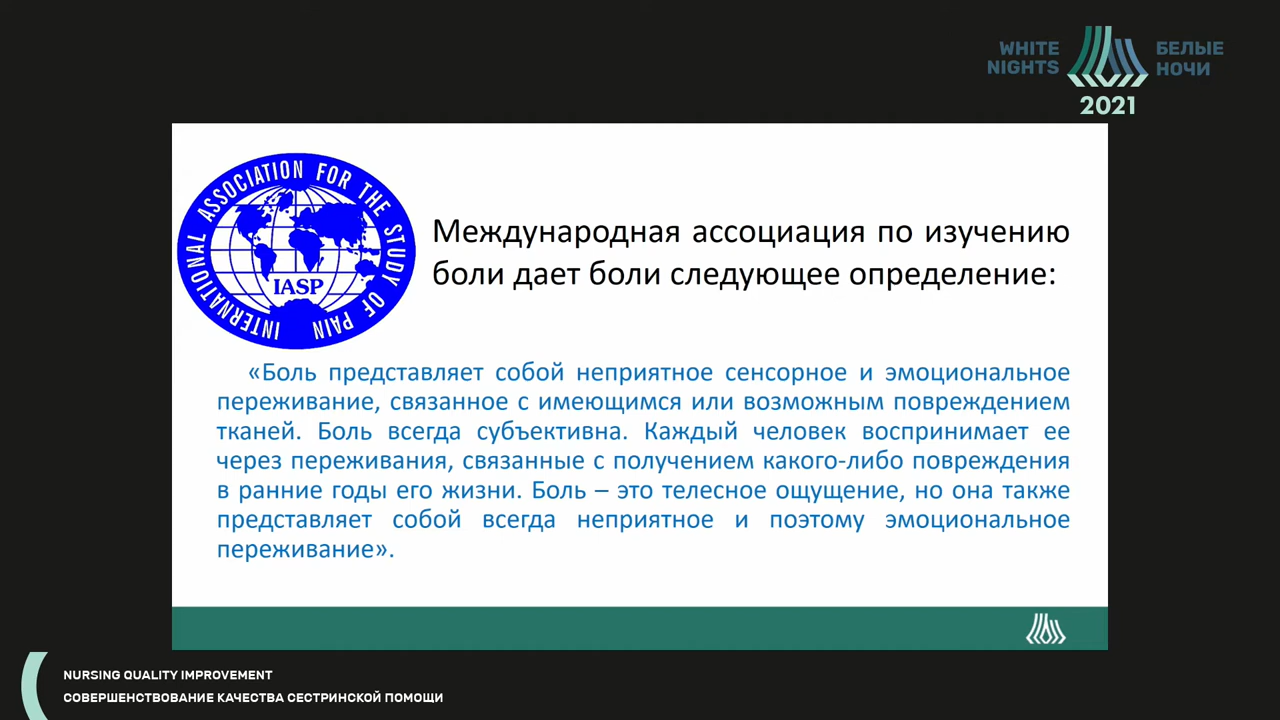 WHITE NIGHTS
БЕЛЫЕ НОЧИ
2021
INTERNATIONAL ASSOCIATION FOR THE STUDY OF PAIN
IASP
Международная ассоциация по изучению
боли дает боли следующее определение:
«Боль представляет собой неприятное сенсорное и эмоциональное
переживание, связанное с имеющимся или возможным повреждением
тканей. Боль всегда субъективна. Каждый человек воспринимает ее
через переживания, связанные с получением какого-либо повреждения
в ранние годы его жизни. Боль – это телесное ощущение, но она также
представляет собой всегда неприятное и поэтому эмоциональное
переживание».
NURSING QUALITY IMPROVEMENT
СОВЕРШЕНСТВОВАНИЕ КАЧЕСТВА СЕСТРИНСКОЙ ПОМОЩИ